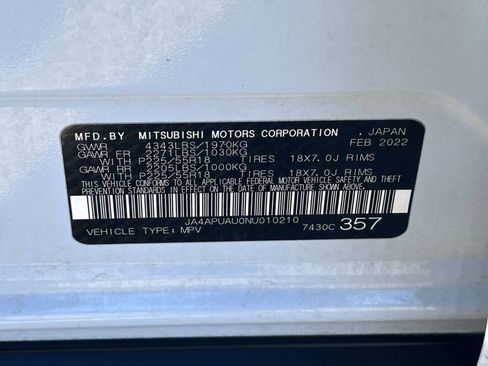 MFD.BY MITSUBISHI MOTORS CORPORATION, JAPAN
GVWR 4343LBS/1970KG FEB 2022
GAWR FR 2271LBS/1030KG
WITH P225/55R18 TIRES 18X7.0J RIMS
GAWR RR 2205LBS/1000KG
WITH P225/55R18 TIRES 18X7.0J RIMS
THIS VEHICLE CONFORMS TO ALL APPLICABLE FEDERAL MOTOR VEHICLE SAFETY AND THEFT
PREVENTION STANDARDS IN EFFECT ON THE DATE OF MANUFACTURE SHOWN ABOVE.
JA4APUAU0NU010210
VEHICLE TYPE: MPV 7430C 357